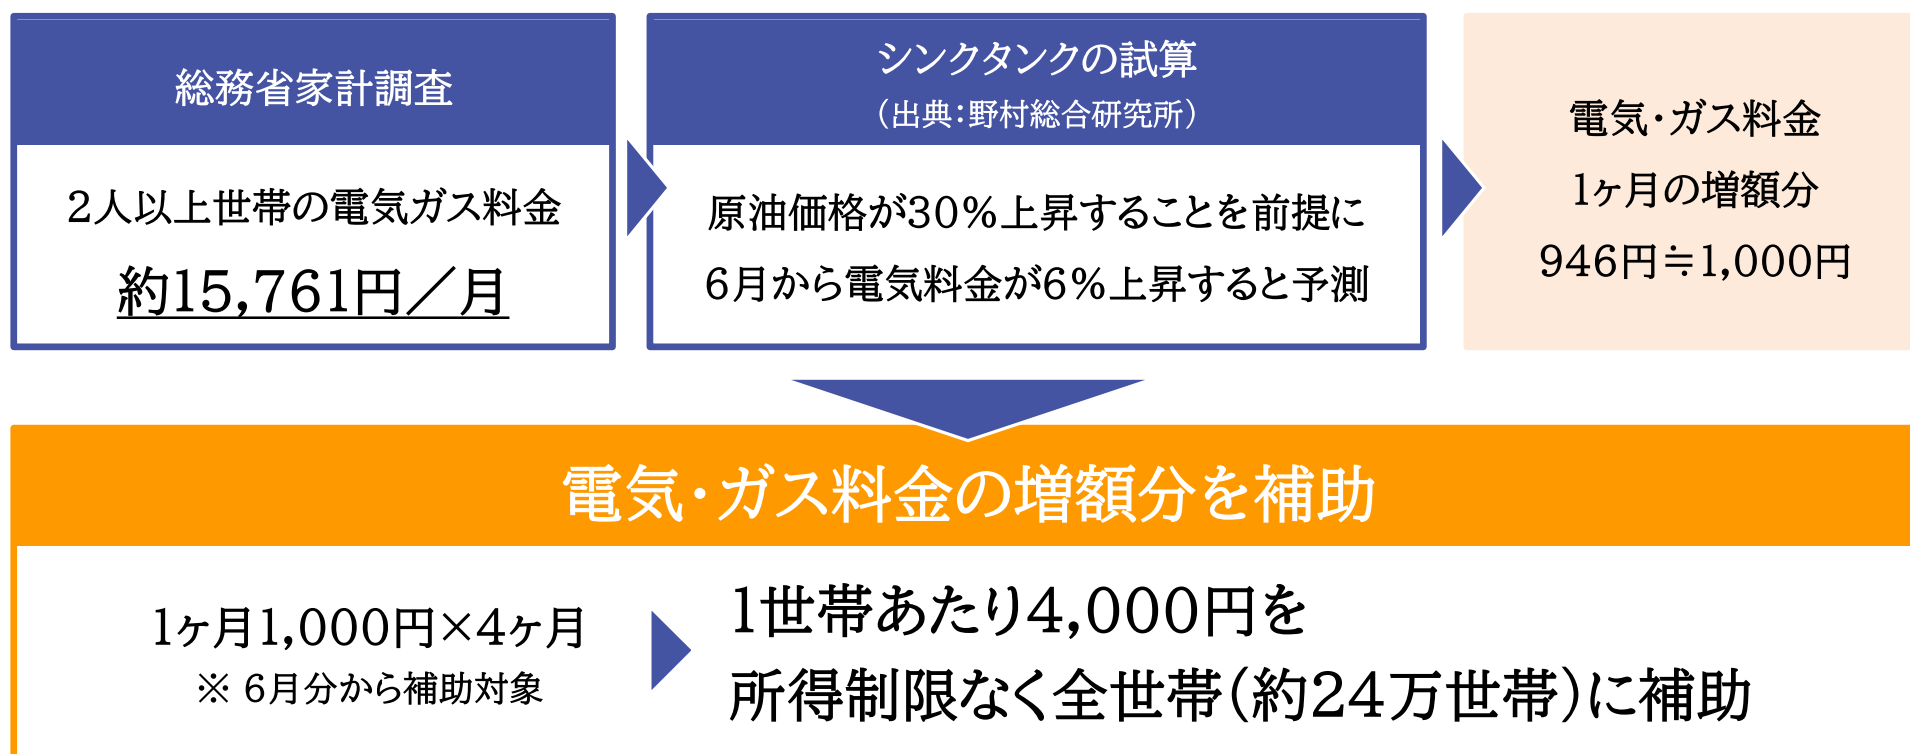 総務省家計調査
2人以上世帯の電気ガス料金
約15,761円／月
シンクタンクの試算
（出典：野村総合研究所）
原油価格が30％上昇することを前提に
6月から電気料金が6％上昇すると予測
電気・ガス料金
1ヶ月の増額分
946円≒1,000円
電気・ガス料金の増額分を補助
1ヶ月1,000円×4ヶ月
※ 6月分から補助対象
1世帯あたり4,000円を
所得制限なく全世帯（約24万世帯）に補助